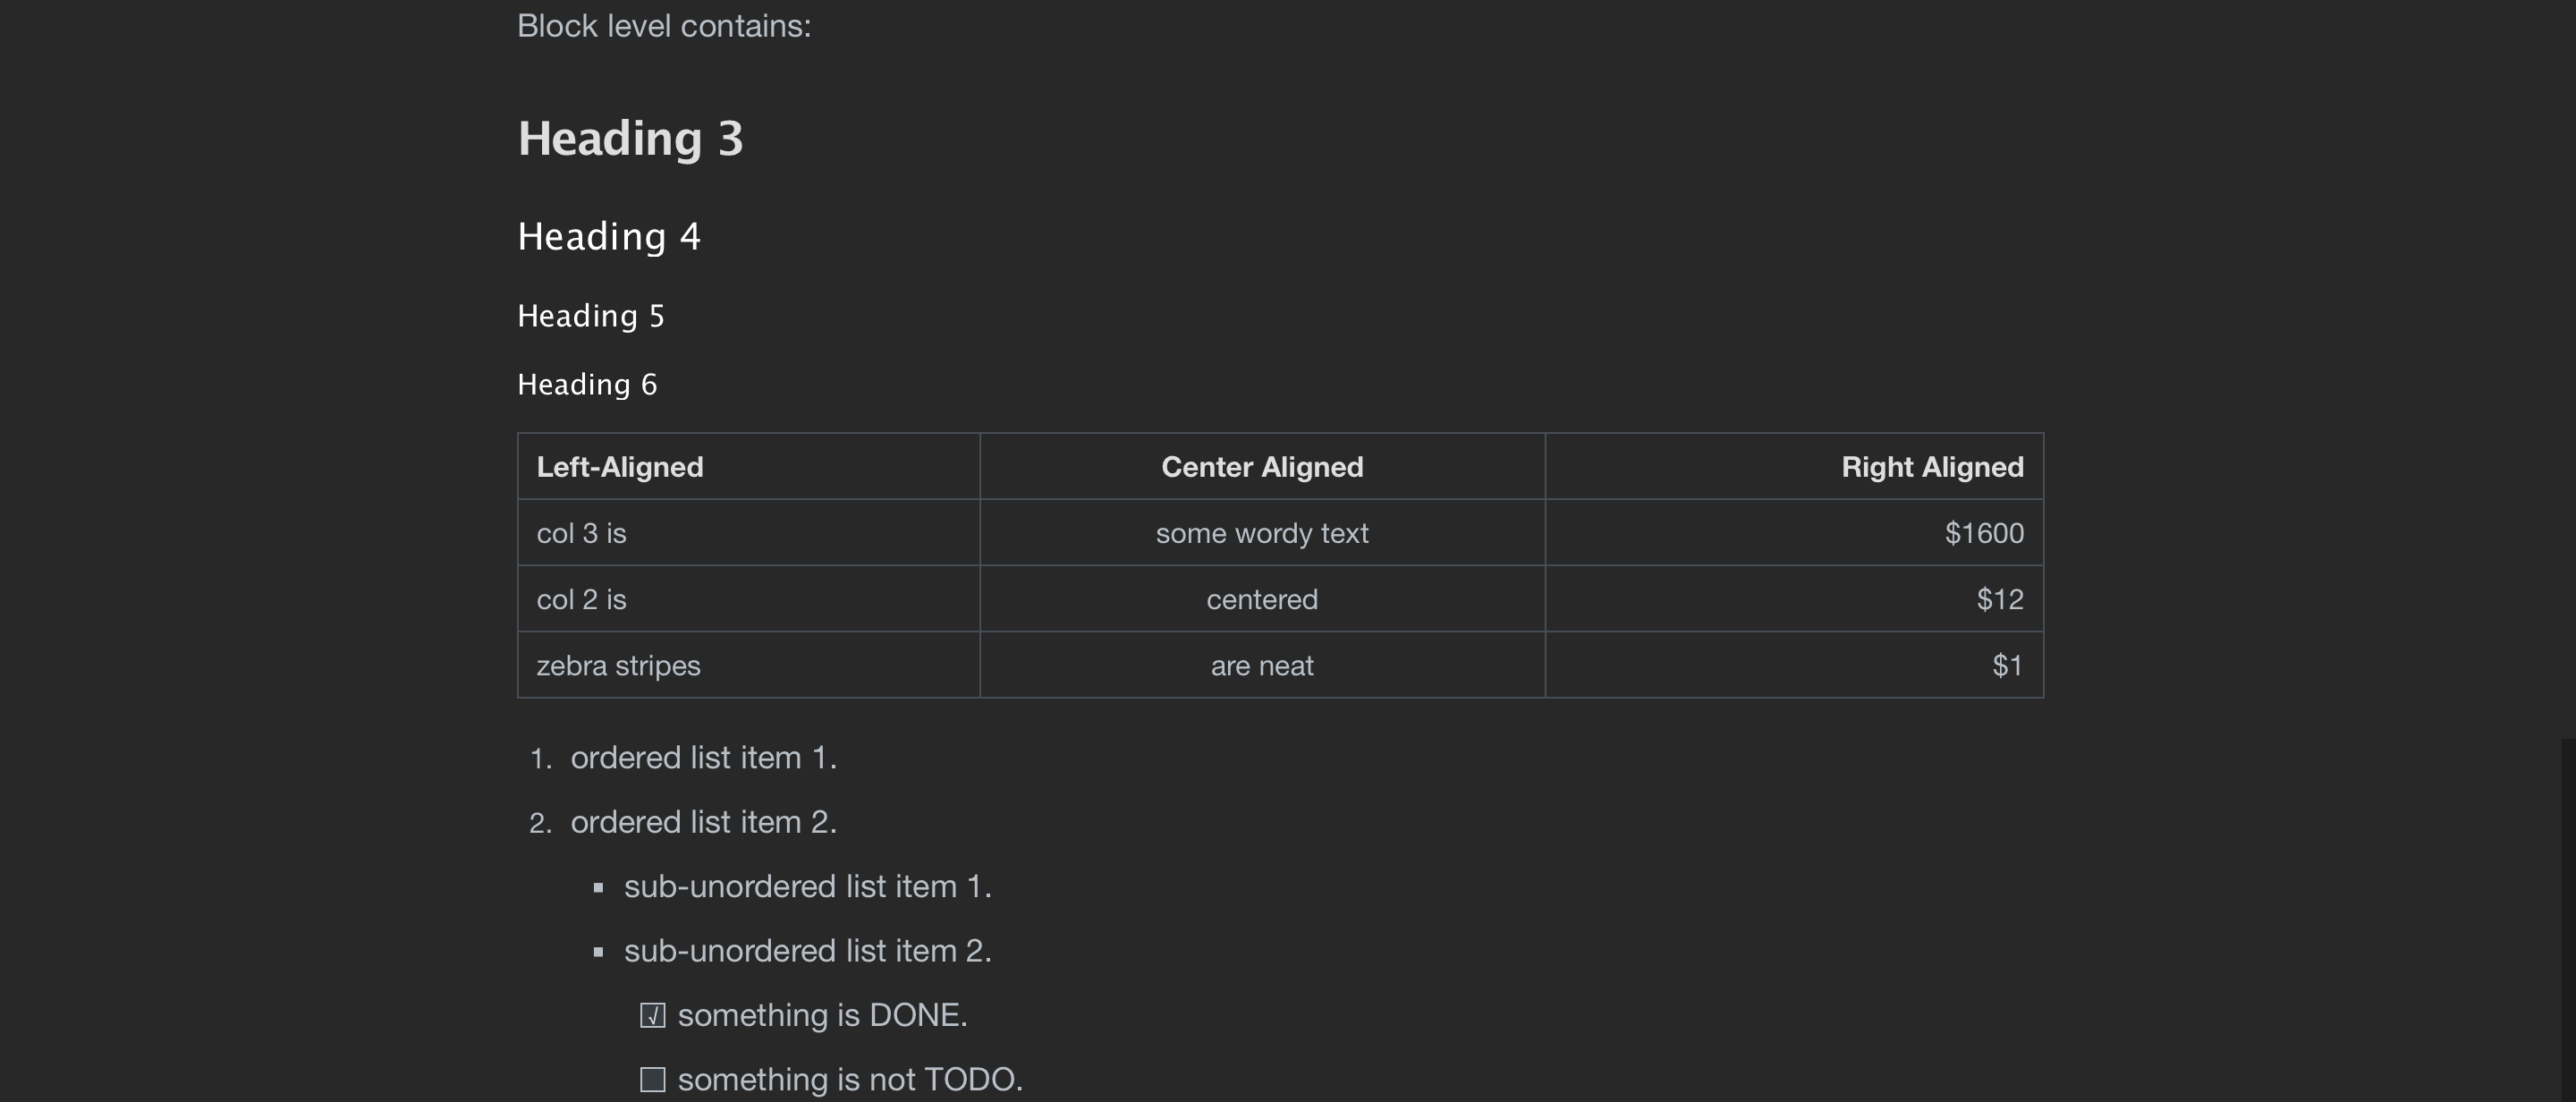 Block level contains:
Heading 3
Heading 4
Heading 5
Heading 6
Left-Aligned Center Aligned Right Aligned
col 3 is some wordy text $1600
col 2 is centered $12
zebra stripes are neat $1
1. ordered list item 1.
2. ordered list item 2.
▪ sub-unordered list item 1.
▪ sub-unordered list item 2.
☑ something is DONE.
☐ something is not TODO.